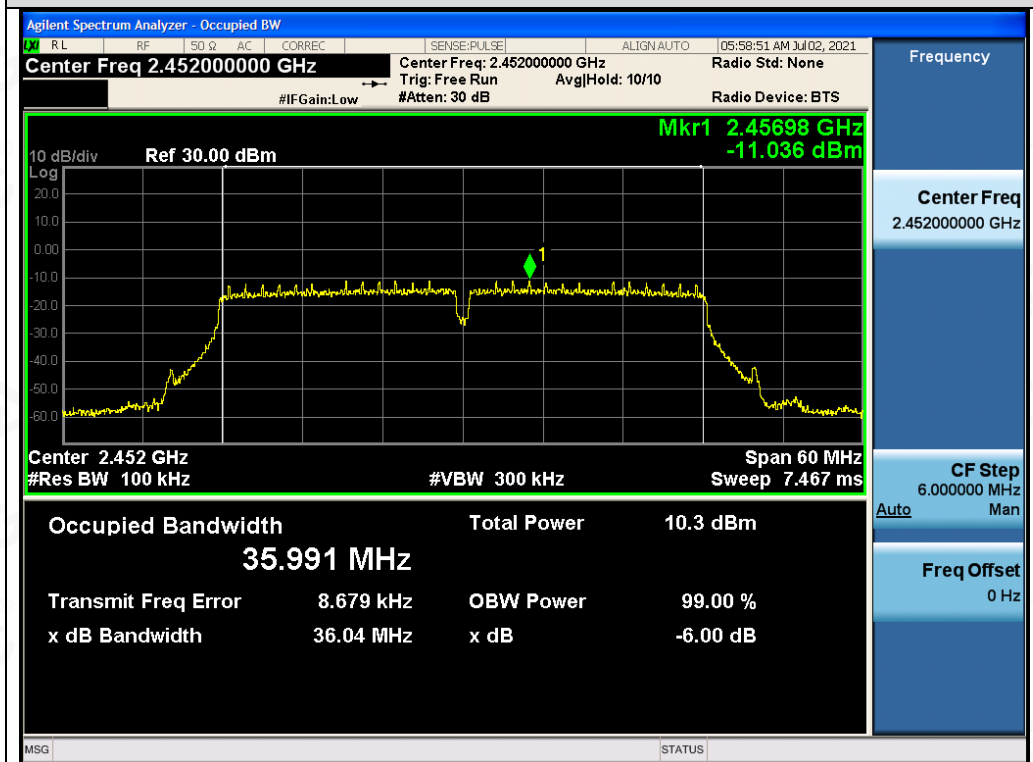 Agilent Spectrum Analyzer - Occupied BW
LXI RL RF 50 Ω AC CORREC SENSE:PULSE ALIGN AUTO 05:58:51 AM Jul 02, 2021
Center Freq 2.452000000 GHz
Center Freq: 2.452000000 GHz
Radio Std: None
Trig: Free Run Avg|Hold: 10/10
#IFGain:Low
#Atten: 30 dB
Radio Device: BTS
Mkr1 2.45698 GHz
-11.036 dBm
10 dB/div Ref 30.00 dBm
Log
20.0
10.0
0.00
-10.0
-20.0
-30.0
-40.0
-50.0
-60.0
1
Center 2.452 GHz Span 60 MHz
#Res BW 100 kHz #VBW 300 kHz Sweep 7.467 ms
Occupied Bandwidth Total Power 10.3 dBm
35.991 MHz
Transmit Freq Error 8.679 kHz OBW Power 99.00 %
x dB Bandwidth 36.04 MHz x dB -6.00 dB
MSG STATUS
Frequency
Center Freq
2.452000000 GHz
CF Step
6.000000 MHz
Auto Man
Freq Offset
0 Hz